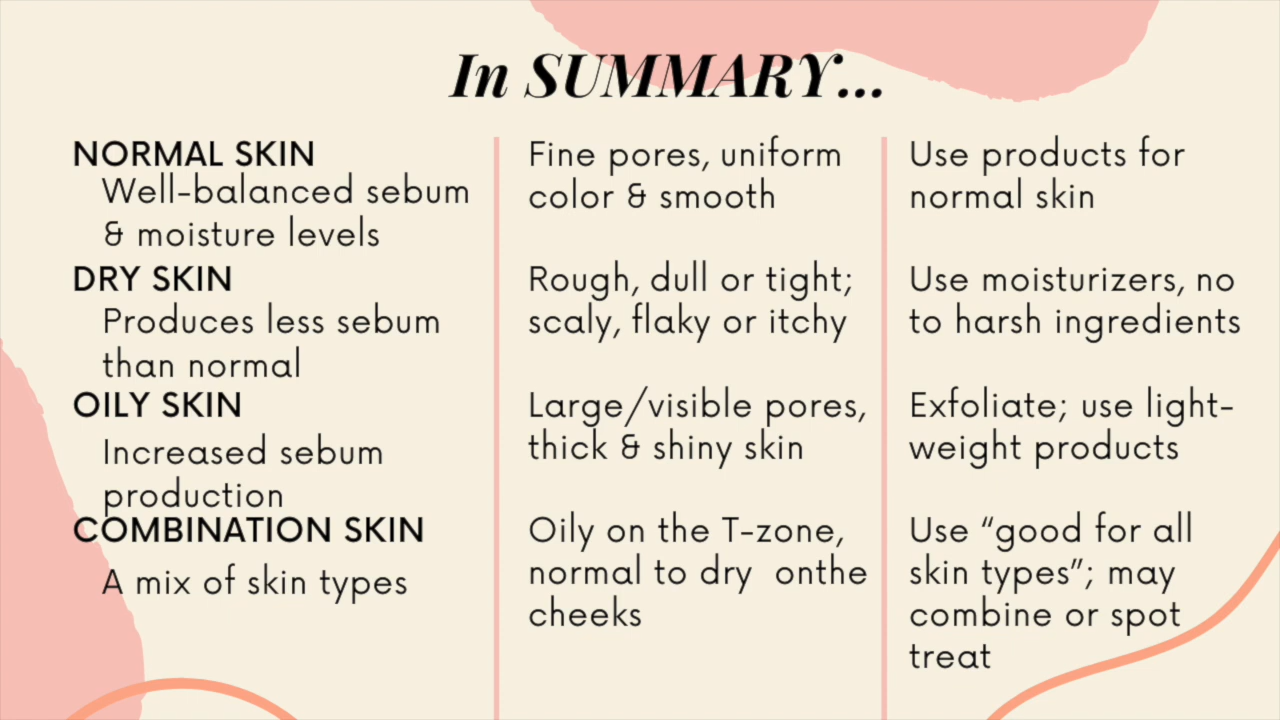 In SUMMARY...
NORMAL SKIN
Well-balanced sebum
& moisture levels
Fine pores, uniform
color & smooth
Use products for
normal skin
DRY SKIN
Produces less sebum
than normal
Rough, dull or tight;
scaly, flaky or itchy
Use moisturizers, no
to harsh ingredients
OILY SKIN
Increased sebum
production
Large/visible pores,
thick & shiny skin
Exfoliate; use light-
weight products
COMBINATION SKIN
A mix of skin types
Oily on the T-zone,
normal to dry  onthe
cheeks
Use “good for all
skin types”; may
combine or spot
treat